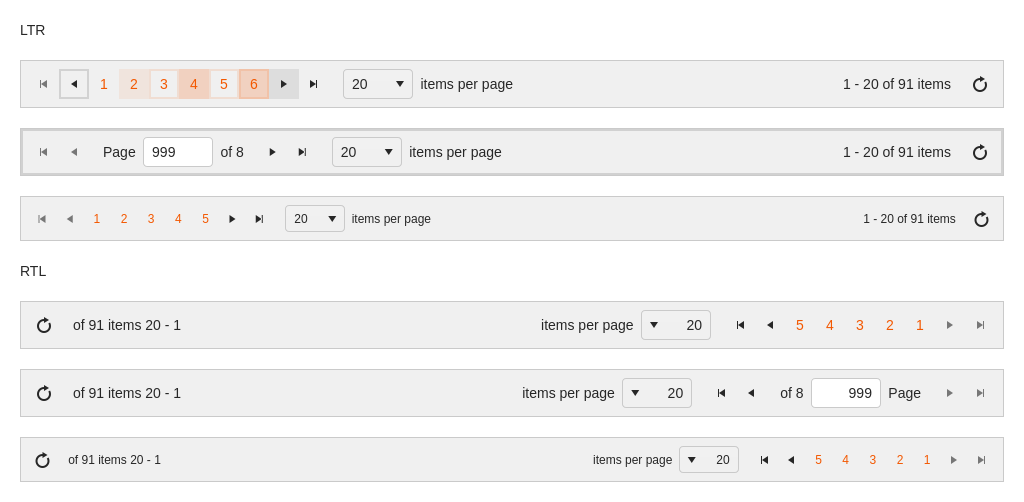 LTR
1 2 3 4 5 6 20 items per page 1 - 20 of 91 items
Page 999 of 8 20 items per page 1 - 20 of 91 items
1 2 3 4 5 20 items per page 1 - 20 of 91 items
RTL
of 91 items 20 - 1 items per page 20 5 4 3 2 1
of 91 items 20 - 1 items per page 20 of 8 999 Page
of 91 items 20 - 1 items per page 20 5 4 3 2 1